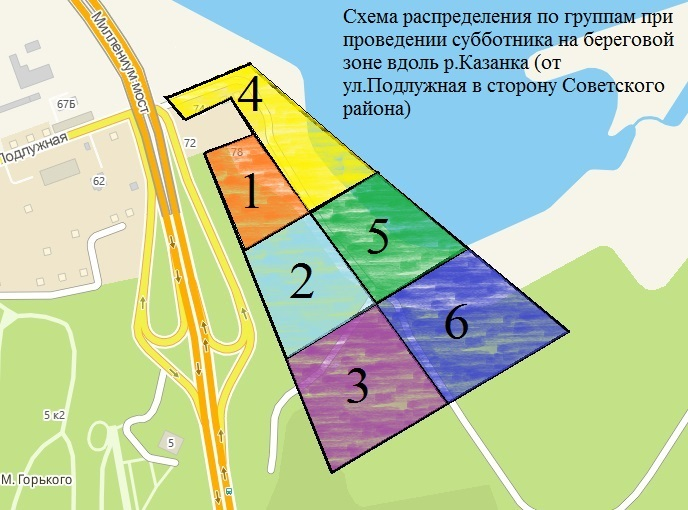 Схема распределения по группам при
проведении субботника на береговой
зоне вдоль р.Казанка (от
ул.Подлужная в сторону Советского
района)
Миллениум мост
67Б
Подлужная
72
62
74
76
4
1
5
2
6
3
5 к2
5
М. Горького